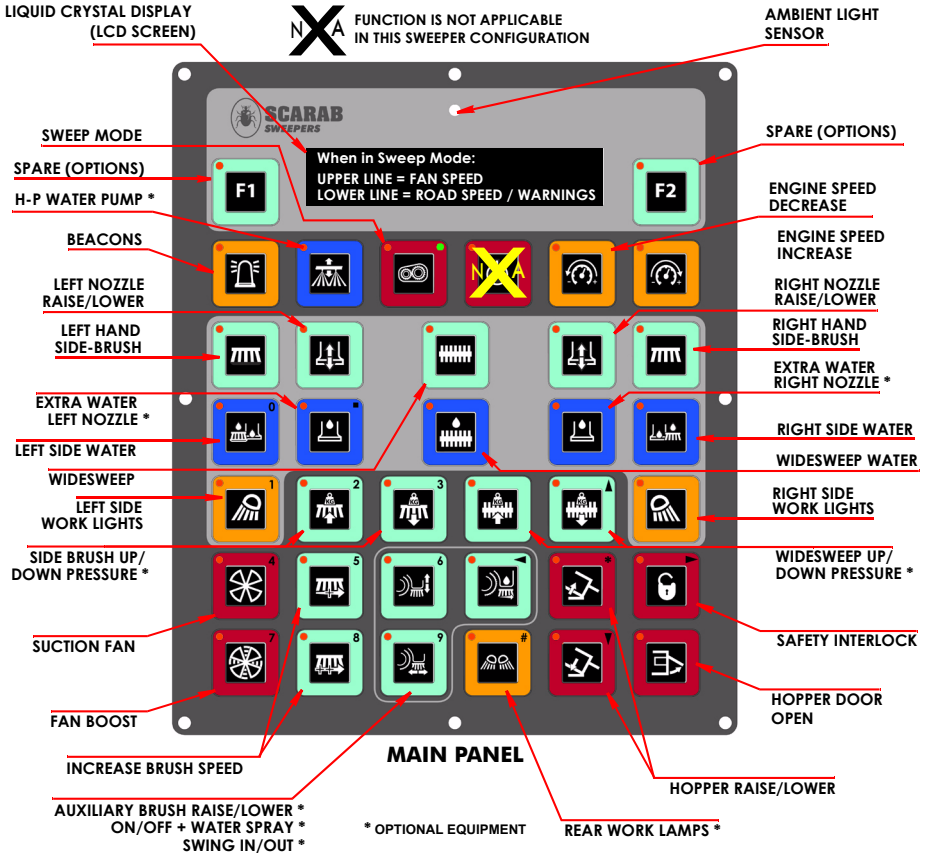 LIQUID CRYSTAL DISPLAY
(LCD SCREEN)
N A
FUNCTION IS NOT APPLICABLE
IN THIS SWEEPER CONFIGURATION
AMBIENT LIGHT
SENSOR
SCARAB
SWEEPERS
SWEEP MODE
SPARE (OPTIONS)
H-P WATER PUMP *
BEACONS
LEFT NOZZLE
RAISE/LOWER
LEFT HAND
SIDE-BRUSH
EXTRA WATER
LEFT NOZZLE *
LEFT SIDE WATER
WIDESWEEP
LEFT SIDE
WORK LIGHTS
SIDE BRUSH UP/
DOWN PRESSURE *
SUCTION FAN
FAN BOOST
INCREASE BRUSH SPEED
AUXILIARY BRUSH RAISE/LOWER *
ON/OFF + WATER SPRAY *
SWING IN/OUT *
When in Sweep Mode:
UPPER LINE = FAN SPEED
LOWER LINE = ROAD SPEED / WARNINGS
F1
F2
N A
0
1
2
3
KG
KG
KG
KG
4
5
6
*
7
8
9
#
SPARE (OPTIONS)
ENGINE SPEED
DECREASE
ENGINE SPEED
INCREASE
RIGHT NOZZLE
RAISE/LOWER
RIGHT HAND
SIDE-BRUSH
EXTRA WATER
RIGHT NOZZLE *
RIGHT SIDE WATER
WIDESWEEP WATER
RIGHT SIDE
WORK LIGHTS
WIDESWEEP UP/
DOWN PRESSURE *
SAFETY INTERLOCK
HOPPER DOOR
OPEN
HOPPER RAISE/LOWER
MAIN PANEL
* OPTIONAL EQUIPMENT
REAR WORK LAMPS *